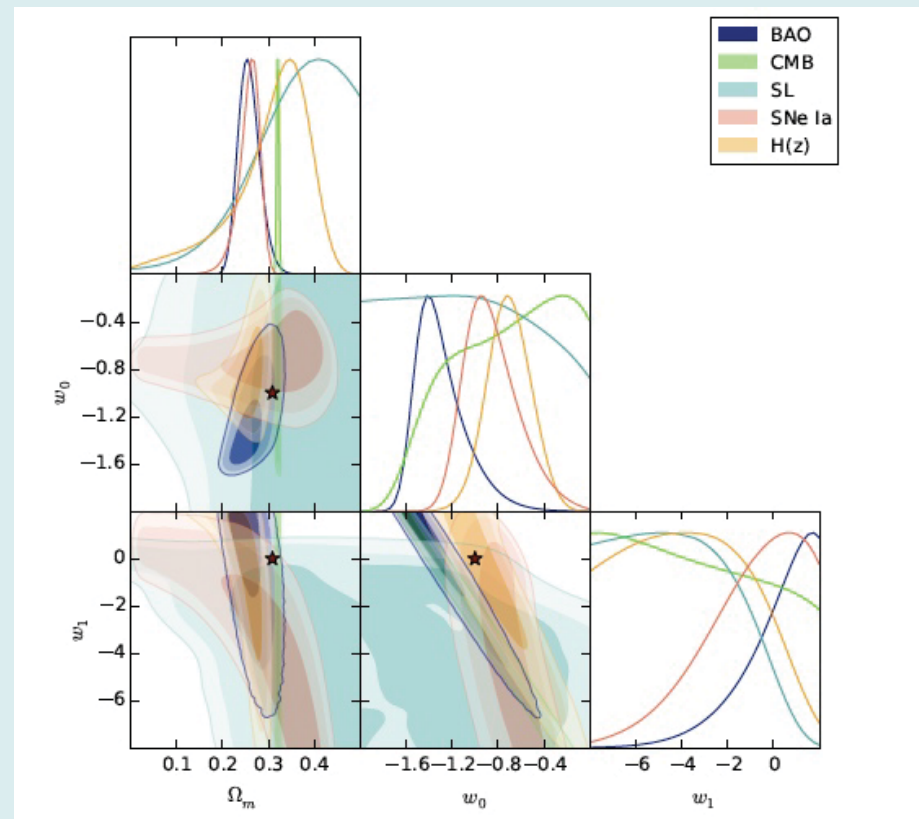 BAO
CMB
SL
SNe Ia
H(z)
−0.4
−0.8
−1.2
−1.6
w₀
0
−2
−4
−6
w₁
0.1 0.2 0.3 0.4
Ωₘ
−1.6 −1.2 −0.8 −0.4
w₀
−6 −4 −2 0
w₁